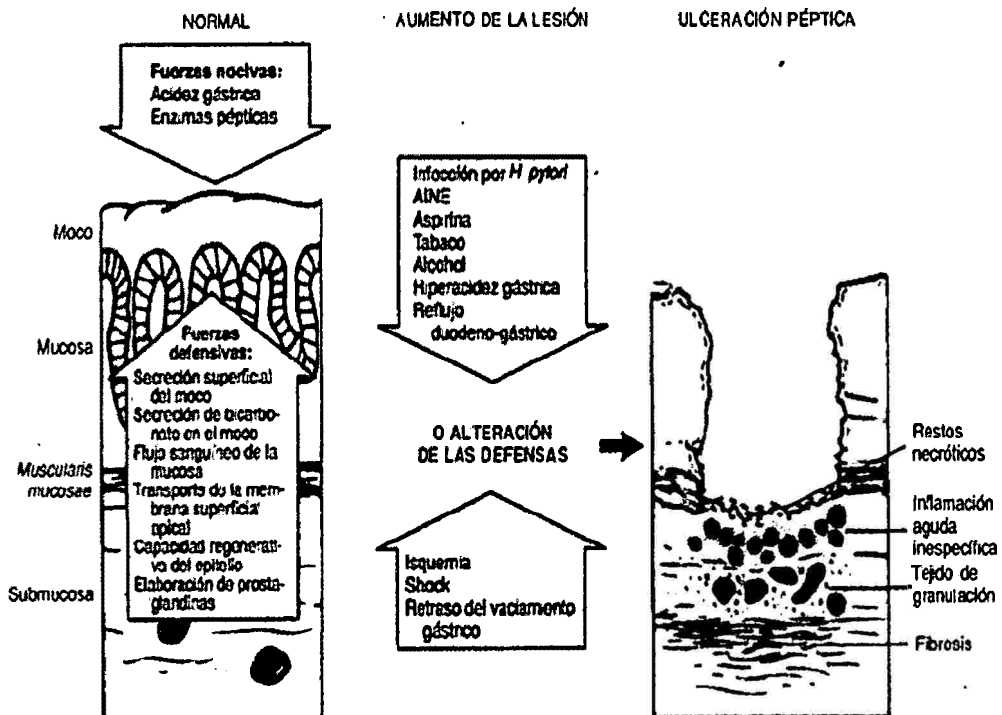 NORMAL
AUMENTO DE LA LESIÓN
ULCERACIÓN PÉPTICA
Fuerzas nocivas:
Acidez gástrica
Enzimas pépticas
Moco
Mucosa
Muscularis
mucosae
Submucosa
Fuerzas
defensivas:
Secreción superficial
del moco
Secreción de bicarbo-
nato en el moco
Flujo sanguíneo de la
mucosa
Transporte de la mem-
brana superficial
apical
Capacidad regenerati-
va del epitelio
Elaboración de prosta-
glandinas
Infección por H pylori
AINE
Aspirina
Tabaco
Alcohol
Hiperacidez gástrica
Reflujo
duodeno-gástrico
O ALTERACIÓN
DE LAS DEFENSAS
Isquemia
Shock
Retraso del vaciamiento
gástrico
Restos
necróticos
Inflamación
aguda
inespecífica
Tejido de
granulación
Fibrosis